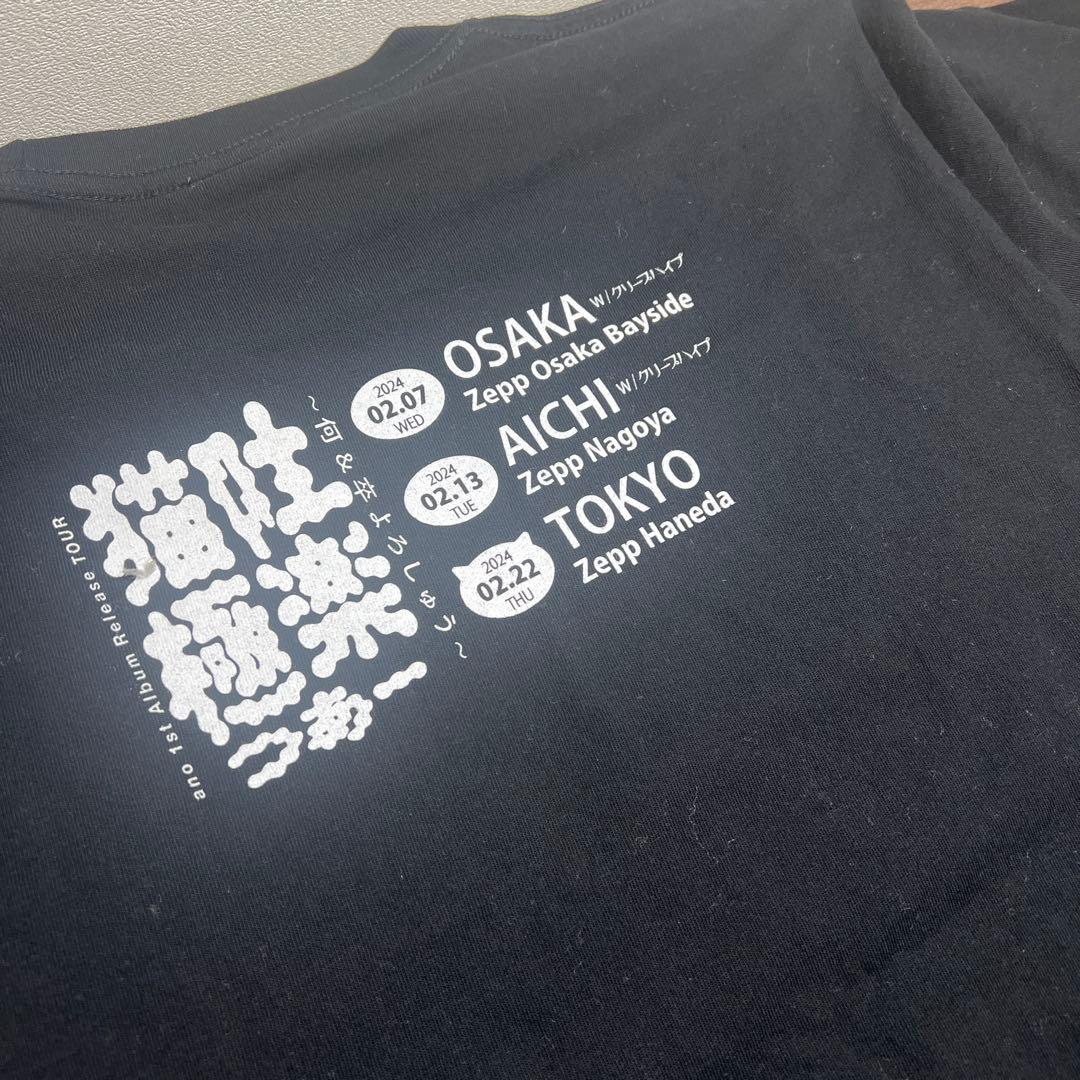 ano 1st Album Release TOUR
猫吐
極楽
つあー
～何&卒よろしゅう～
2024
02.07
WED
OSAKA W/クリープハイプ
Zepp Osaka Bayside
2024
02.13
TUE
AICHI W/クリープハイプ
Zepp Nagoya
2024
02.22
THU
TOKYO
Zepp Haneda